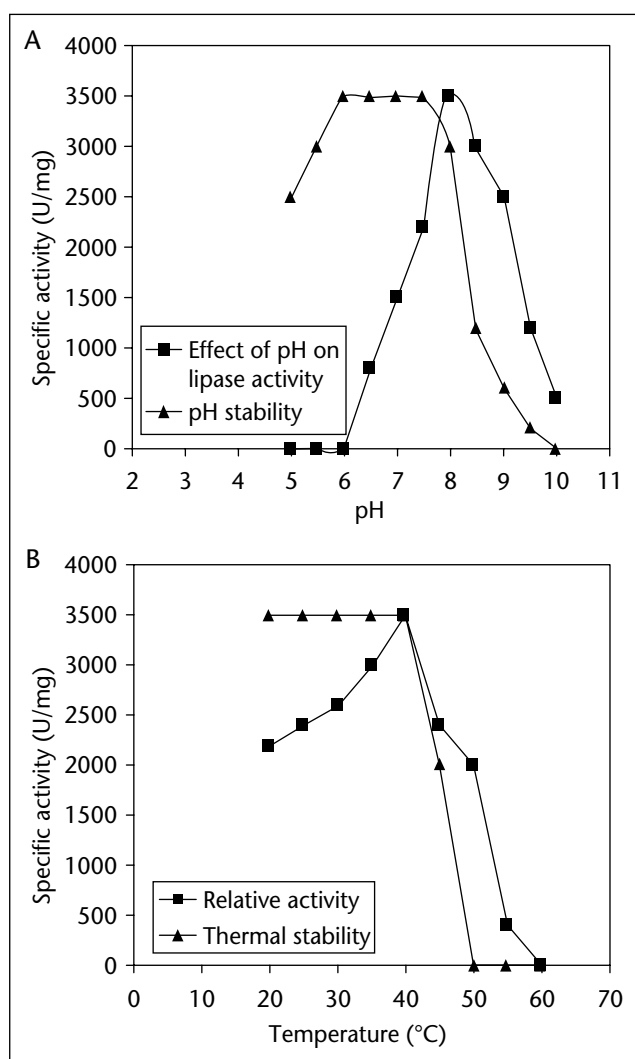 A
Specific activity (U/mg)
4000
3500
3000
2500
2000
1500
1000
500
0
Effect of pH on
lipase activity
pH stability
2 3 4 5 6 7 8 9 10 11
pH
B
Specific activity (U/mg)
4000
3500
3000
2500
2000
1500
1000
500
0
Relative activity
Thermal stability
0 10 20 30 40 50 60 70
Temperature (°C)